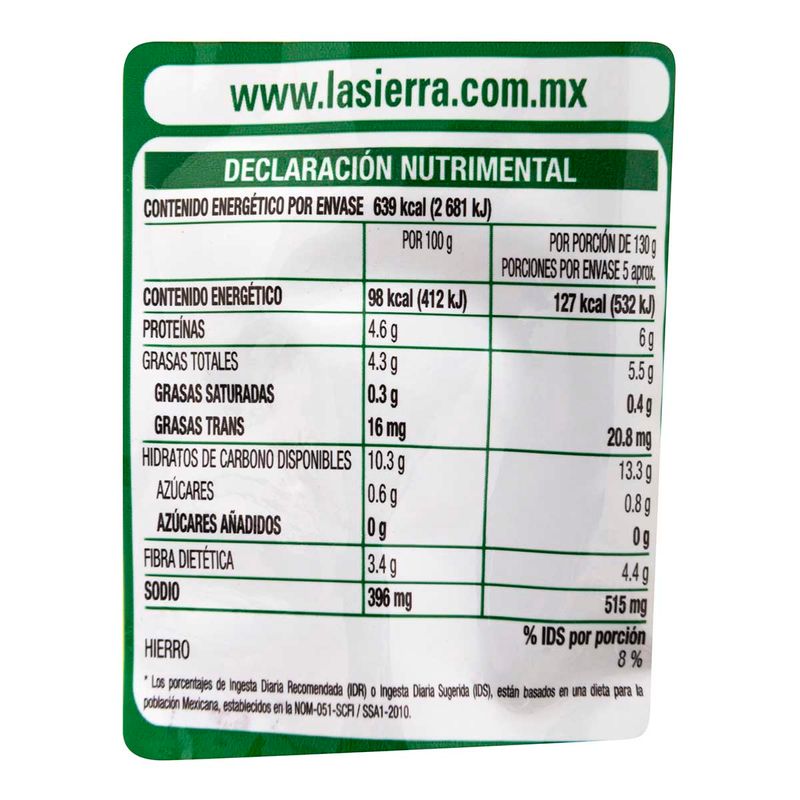 www.lasierra.com.mx
DECLARACIÓN NUTRIMENTAL
CONTENIDO ENERGÉTICO POR ENVASE 639 kcal (2 681 kJ)
POR 100 g POR PORCIÓN DE 130 g
PORCIONES POR ENVASE 5 aprox.
CONTENIDO ENERGÉTICO 98 kcal (412 kJ) 127 kcal (532 kJ)
PROTEÍNAS 4.6 g 6 g
GRASAS TOTALES 4.3 g 5.5 g
GRASAS SATURADAS 0.3 g 0.4 g
GRASAS TRANS 16 mg 20.8 mg
HIDRATOS DE CARBONO DISPONIBLES 10.3 g 13.3 g
AZÚCARES 0.6 g 0.8 g
AZÚCARES AÑADIDOS 0 g 0 g
FIBRA DIETÉTICA 3.4 g 4.4 g
SODIO 396 mg 515 mg
% IDS por porción
HIERRO 8 %
* Los porcentajes de Ingesta Diaria Recomendada (IDR) o Ingesta Diaria Sugerida (IDS), están basados en una dieta para la
población Mexicana, establecidos en la NOM-051-SCFI / SSA1-2010.